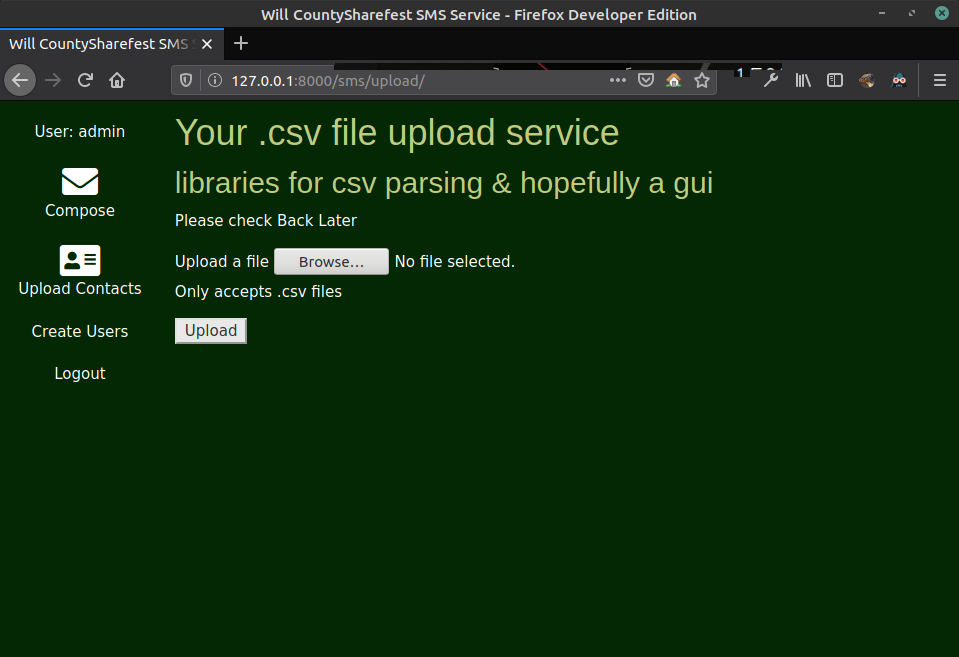 Will CountySharefest SMS Service - Firefox Developer Edition
Will CountySharefest SMS
127.0.0.1:8000/sms/upload/
User: admin
Compose
Upload Contacts
Create Users
Logout
Your .csv file upload service
libraries for csv parsing & hopefully a gui
Please check Back Later
Upload a file Browse... No file selected.
Only accepts .csv files
Upload